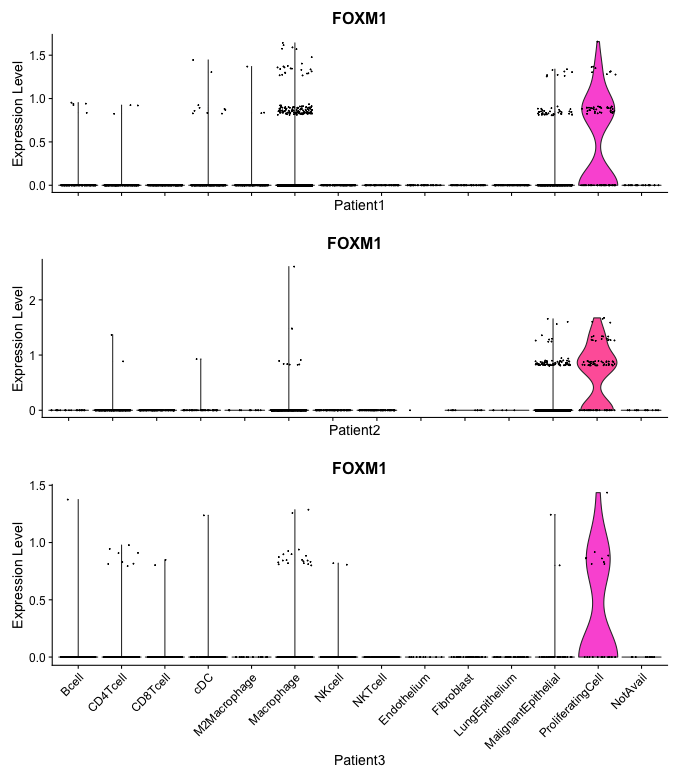 FOXM1
Expression Level
1.5
1.0
0.5
0.0
Patient1
FOXM1
Expression Level
2
1
0
Patient2
FOXM1
Expression Level
1.5
1.0
0.5
0.0
Bcell
CD4Tcell
CD8Tcell
cDC
M2Macrophage
Macrophage
NKcell
NKTcell
Endothelium
Fibroblast
LungEpithelium
MalignantEpithelial
ProliferatingCell
NotAvail
Patient3